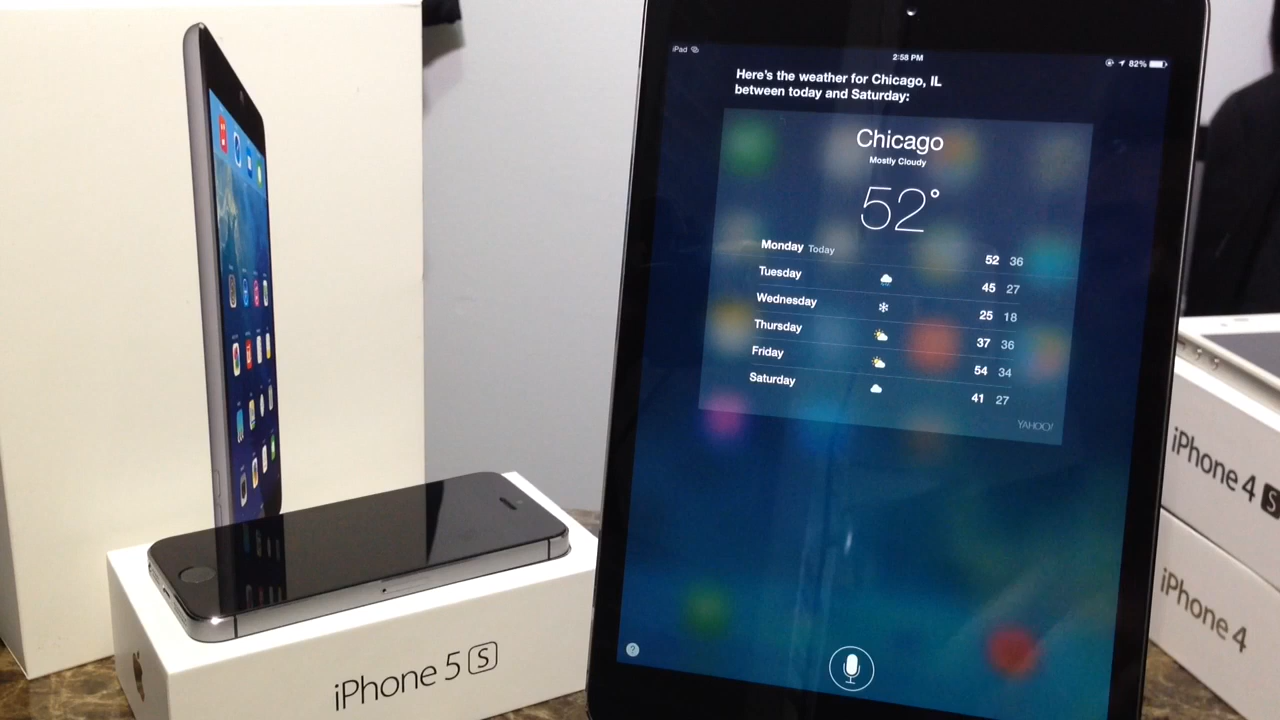 iPad
2:58 PM
82%
Here's the weather for Chicago, IL
between today and Saturday:
Chicago
Mostly Cloudy
52°
Monday Today 52 36
Tuesday 45 27
Wednesday 25 18
Thursday 37 36
Friday 54 34
Saturday 41 27
YAHOO!
?
iPhone 5 S
iPhone 4 S
iPhone 4